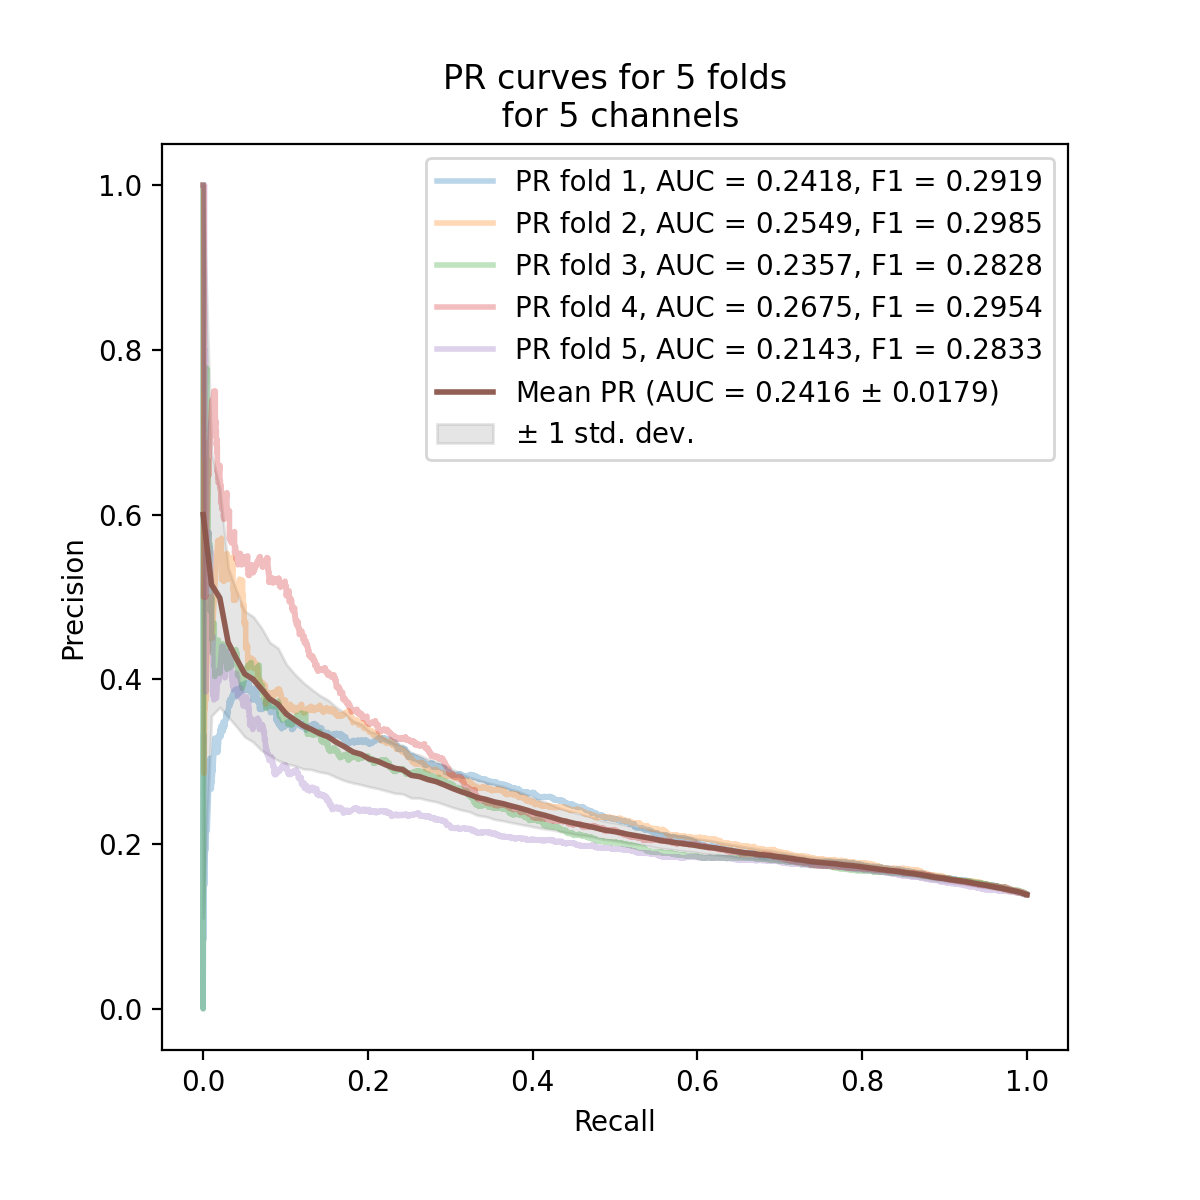 PR curves for 5 folds
for 5 channels
PR fold 1, AUC = 0.2418, F1 = 0.2919
PR fold 2, AUC = 0.2549, F1 = 0.2985
PR fold 3, AUC = 0.2357, F1 = 0.2828
PR fold 4, AUC = 0.2675, F1 = 0.2954
PR fold 5, AUC = 0.2143, F1 = 0.2833
Mean PR (AUC = 0.2416 ± 0.0179)
± 1 std. dev.
1.0
0.8
0.6
0.4
0.2
0.0
Precision
0.0 0.2 0.4 0.6 0.8 1.0
Recall